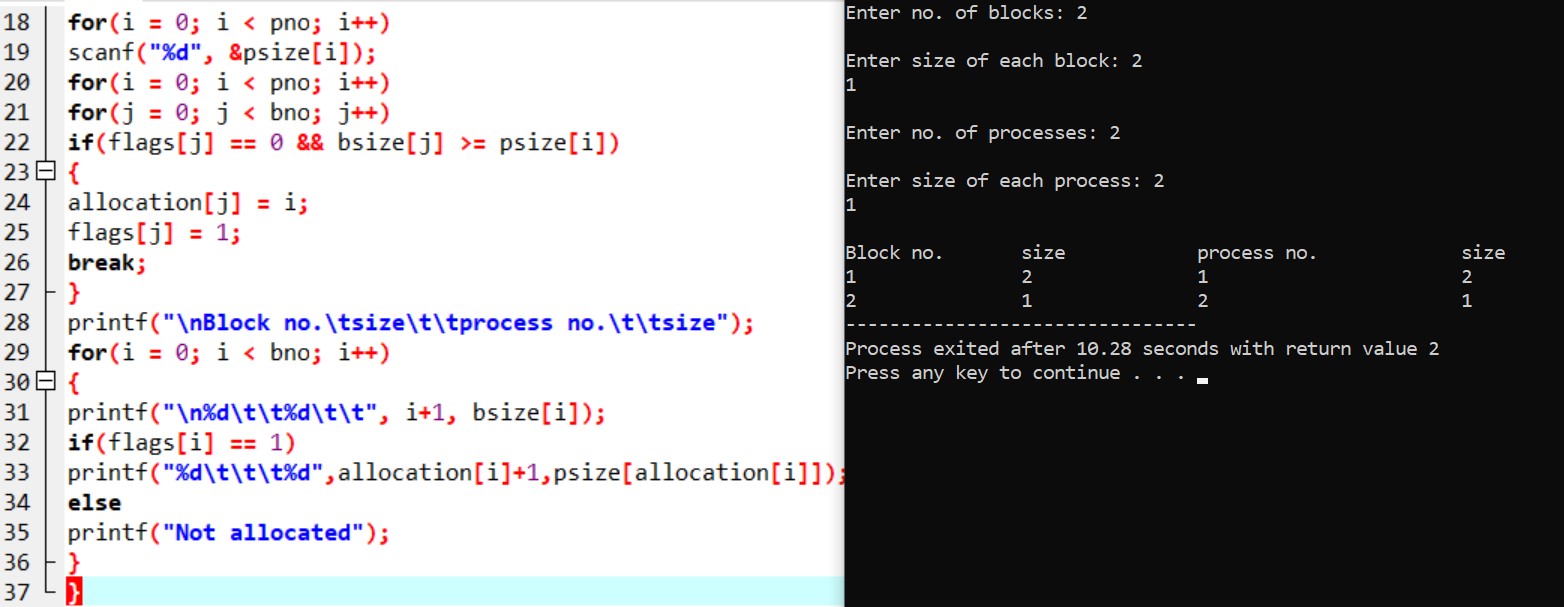 18 for(i = 0; i < pno; i++)
19 scanf("%d", &psize[i]);
20 for(i = 0; i < pno; i++)
21 for(j = 0; j < bno; j++)
22 if(flags[j] == 0 && bsize[j] >= psize[i])
23 {
24 allocation[j] = i;
25 flags[j] = 1;
26 break;
27 }
28 printf("\nBlock no.\tsize\t\tprocess no.\t\tsize");
29 for(i = 0; i < bno; i++)
30 {
31 printf("\n%d\t\t%d\t\t", i+1, bsize[i]);
32 if(flags[i] == 1)
33 printf("%d\t\t\t%d",allocation[i]+1,psize[allocation[i]]);
34 else
35 printf("Not allocated");
36 }
37 }
Enter no. of blocks: 2
Enter size of each block: 2
1
Enter no. of processes: 2
Enter size of each process: 2
1
Block no. size process no. size
1 2 1 2
2 1 2 1
--------------------------------
Process exited after 10.28 seconds with return value 2
Press any key to continue . . .